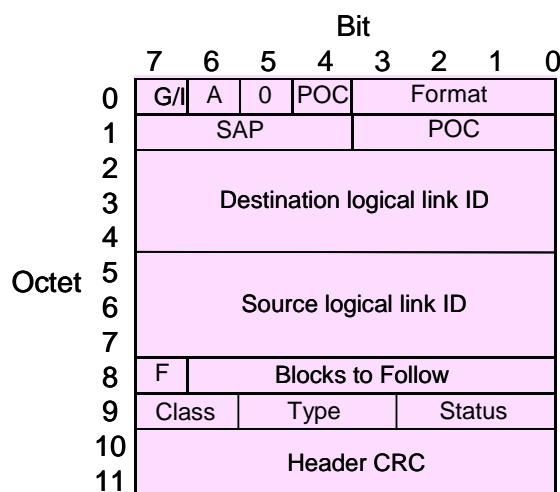 Bit
7 6 5 4 3 2 1 0
0 G/I A 0 POC Format
1 SAP POC
2
3 Destination logical link ID
4
5
Octet 6 Source logical link ID
7
8 F Blocks to Follow
9 Class Type Status
10
Header CRC
11